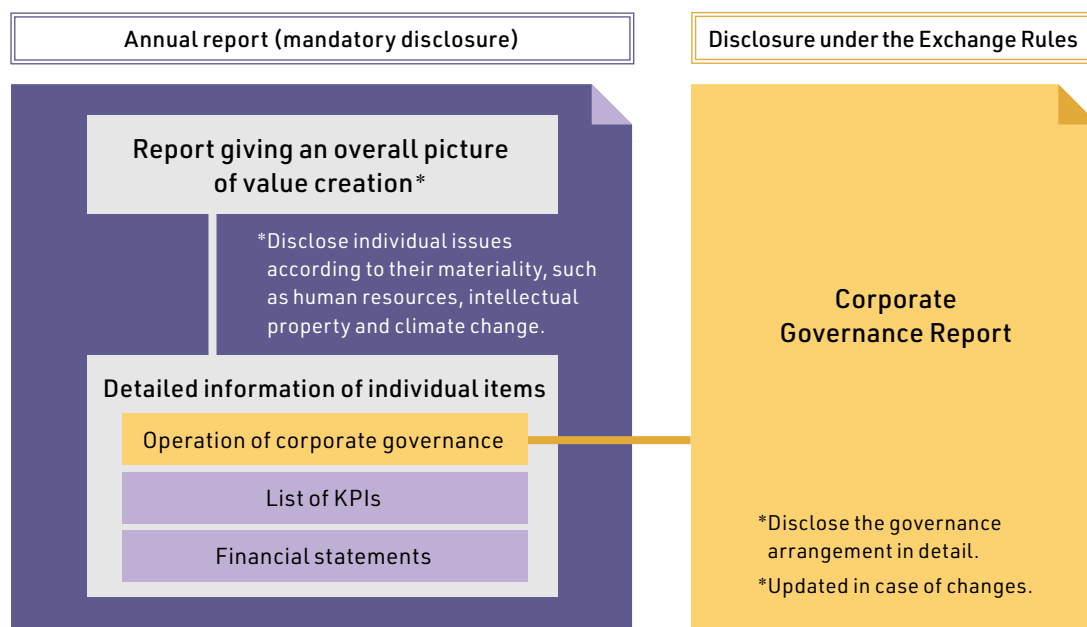 Annual report (mandatory disclosure)
Disclosure under the Exchange Rules
Report giving an overall picture
of value creation*
*Disclose individual issues
according to their materiality, such
as human resources, intellectual
property and climate change.
Detailed information of individual items
Operation of corporate governance
List of KPIs
Financial statements
Corporate
Governance Report
*Disclose the governance
arrangement in detail.
*Updated in case of changes.